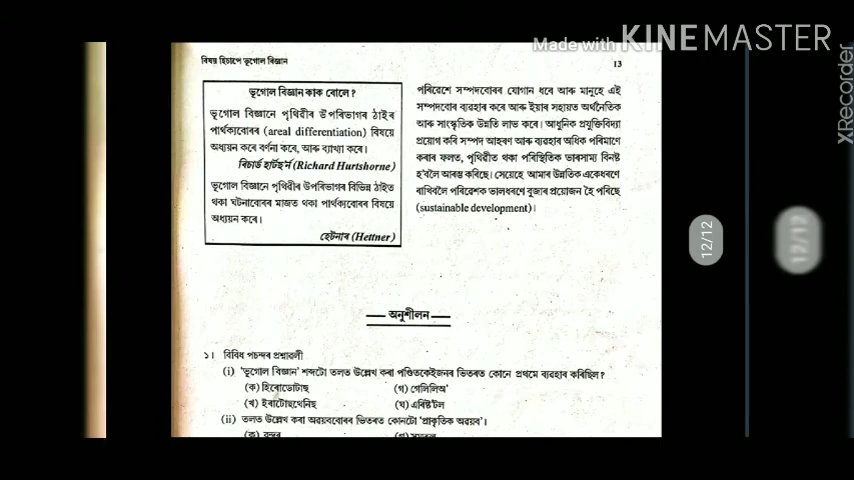 Made with KINEMASTER
XRecorder
বিষয় হিচাপে ভূগোল বিজ্ঞান
13
ভূগোল বিজ্ঞান কাক বোলে?
ভূগোল বিজ্ঞানে পৃথিৱীৰ উপৰিভাগৰ ঠাইৰ
পাৰ্থক্যবোৰৰ (areal differentiation) বিষয়ে
অধ্যয়ন কৰে বৰ্ণনা কৰে, আৰু ব্যাখ্যা কৰে।
ৰিচাৰ্ড হাৰ্টছৰ্ন (Richard Hurtshorne)
ভূগোল বিজ্ঞানে পৃথিৱীৰ উপৰিভাগৰ বিভিন্ন ঠাইত
থকা ঘটনাবোৰৰ মাজত থকা পাৰ্থক্যবোৰৰ বিষয়ে
অধ্যয়ন কৰে।
হেটনাৰ (Hettner)
পৰিৱেশে সম্পদবোৰৰ যোগান ধৰে আৰু মানুহে এই
সম্পদবোৰ ব্যৱহাৰ কৰে আৰু ইয়াৰ সহায়ত অৰ্থনৈতিক
আৰু সাংস্কৃতিক উন্নতি লাভ কৰে। আধুনিক প্ৰযুক্তিবিদ্যা
প্ৰয়োগ কৰি সম্পদ আহৰণ আৰু ব্যৱহাৰ অধিক পৰিমাণে
কৰাৰ ফলত, পৃথিৱীত থকা পৰিস্থিতিক ভাৰসাম্য বিনষ্ট
হ'বলৈ আৰম্ভ কৰিছে। সেয়েহে আমাৰ উন্নতিক একেধৰণে
ৰাখিবলৈ পৰিৱেশক ভালধৰণে বুজাৰ প্ৰয়োজন হৈ পৰিছে
(sustainable development)।
12/12
12/12
অনুশীলন
১। বিবিধ পচন্দৰ প্ৰশ্নাৱলী
(i) 'ভূগোল বিজ্ঞান' শব্দটো তলত উল্লেখ কৰা পণ্ডিতকেইজনৰ ভিতৰত কোনে প্ৰথমে ব্যৱহাৰ কৰিছিল?
(ক) হিৰোডোটাছ (গ) গেলিলিঅ'
(খ) ইৰাটোছথেনিছ (ঘ) এৰিষ্ট'টল
(ii) তলত উল্লেখ কৰা অৱয়ববোৰৰ ভিতৰত কোনটো 'প্ৰাকৃতিক অৱয়ব'।
(ক) বন্দৰ (গ) সমতল